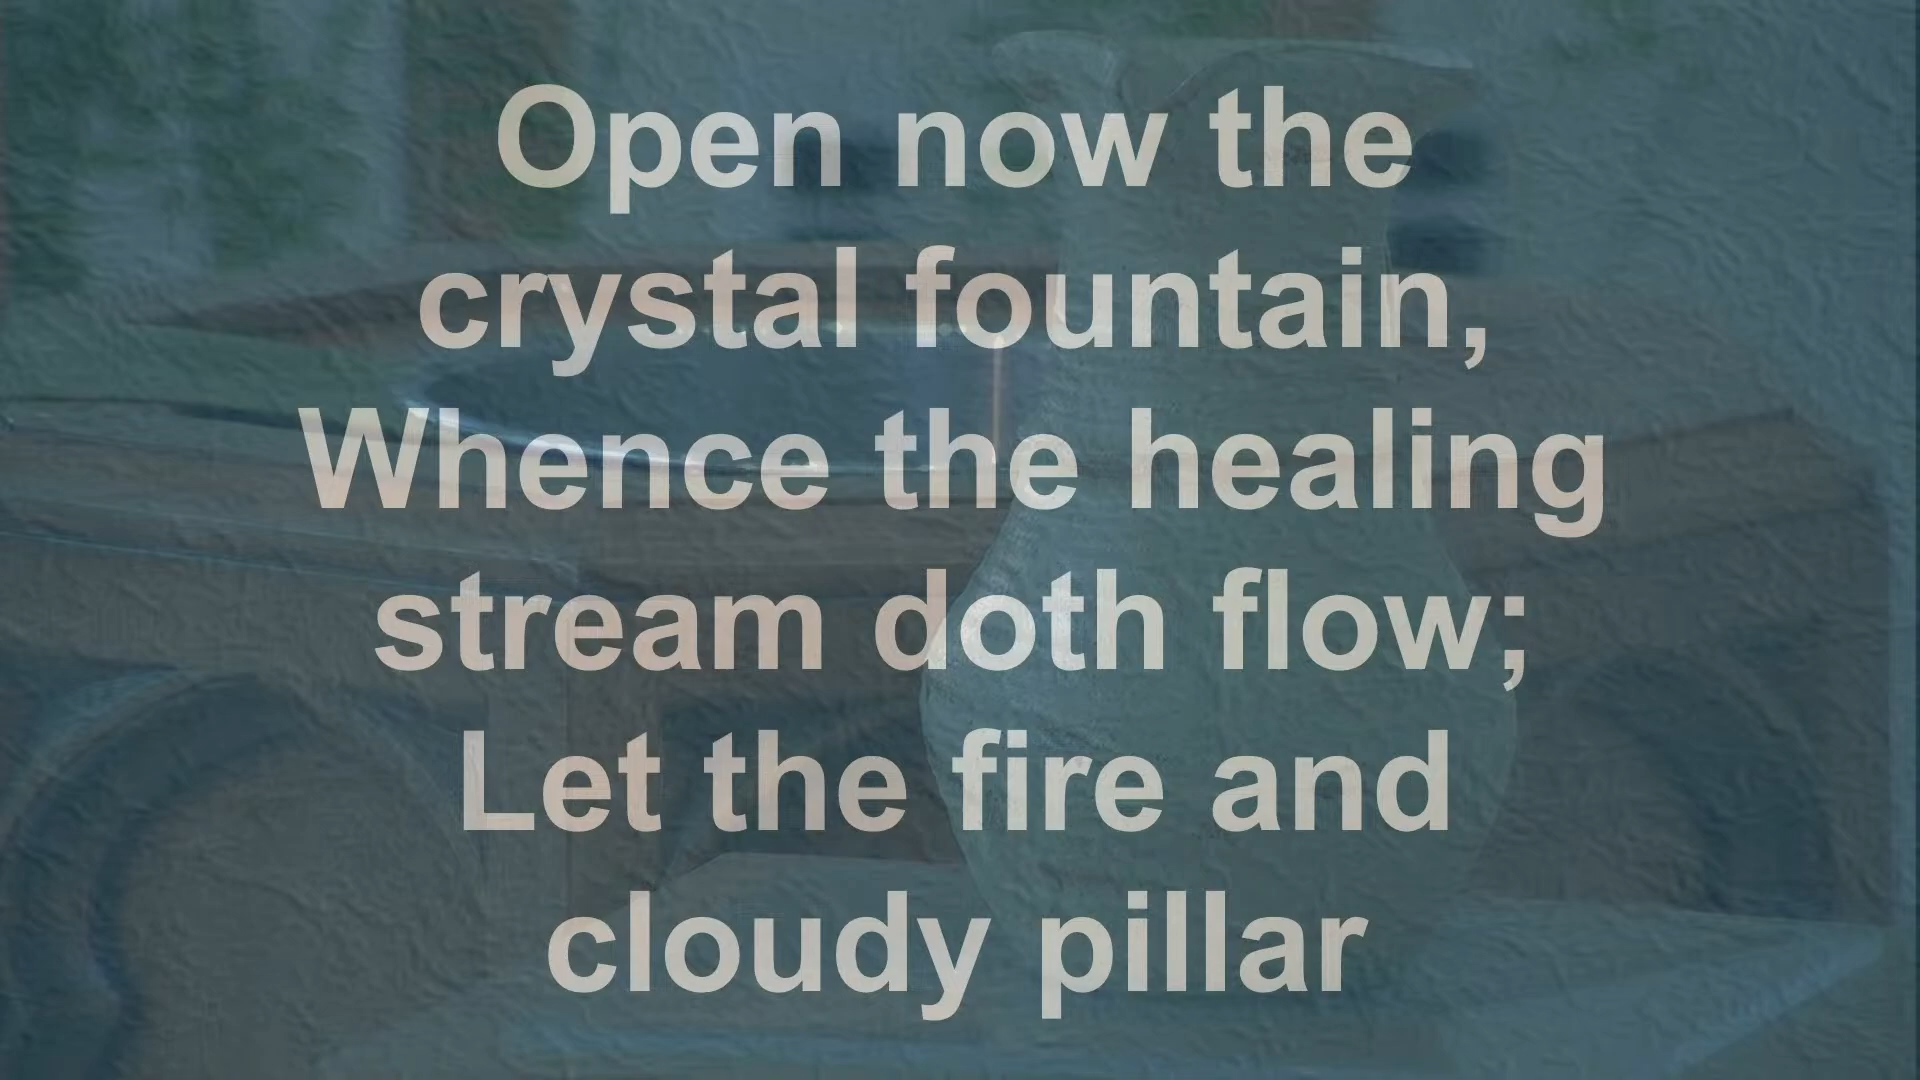 Open now the
crystal fountain,
Whence the healing
stream doth flow;
Let the fire and
cloudy pillar